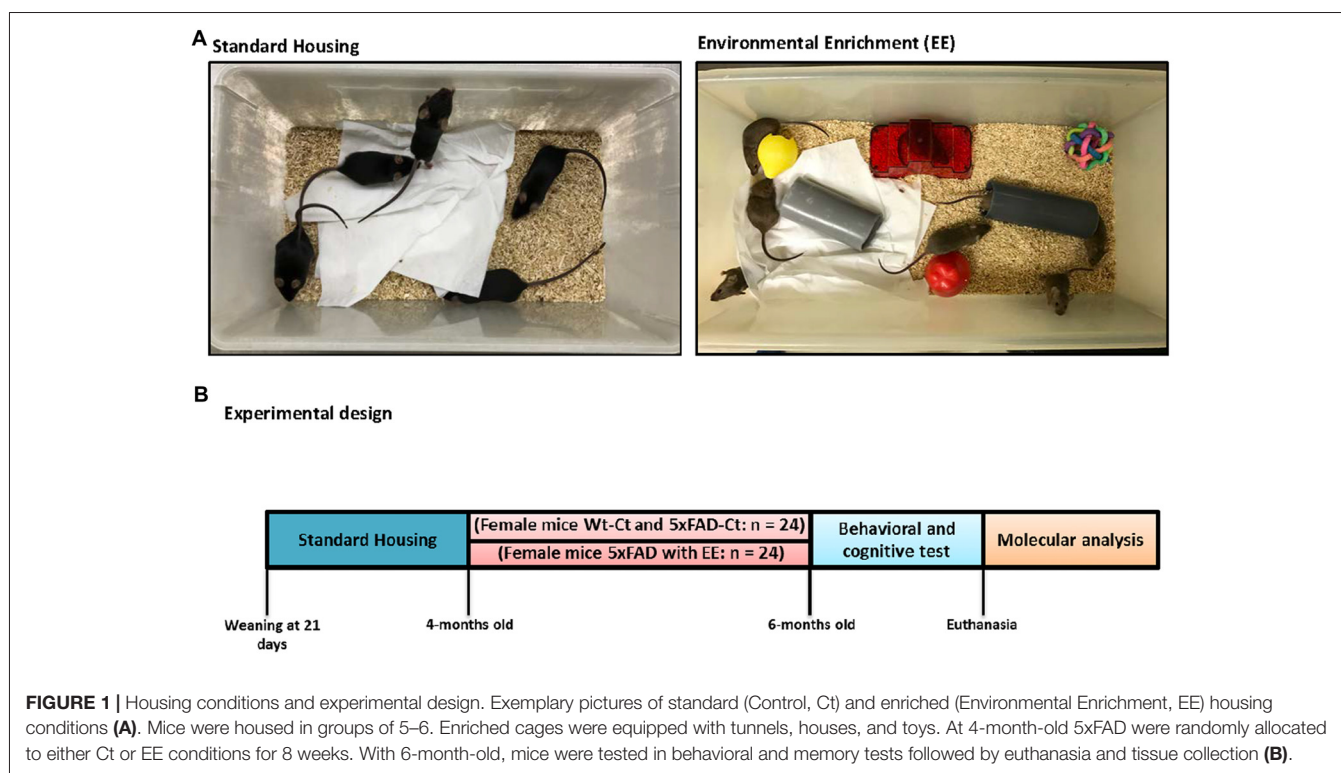 A Standard Housing
Environmental Enrichment (EE)
B
Experimental design
Standard Housing
(Female mice Wt-Ct and 5xFAD-Ct: n = 24)
(Female mice 5xFAD with EE: n = 24)
Behavioral and
cognitive test
Molecular analysis
Weaning at 21
days
4-months old
6-months old
Euthanasia
FIGURE 1 | Housing conditions and experimental design. Exemplary pictures of standard (Control, Ct) and enriched (Environmental Enrichment, EE) housing
conditions (A). Mice were housed in groups of 5–6. Enriched cages were equipped with tunnels, houses, and toys. At 4-month-old 5xFAD were randomly allocated
to either Ct or EE conditions for 8 weeks. With 6-month-old, mice were tested in behavioral and memory tests followed by euthanasia and tissue collection (B).